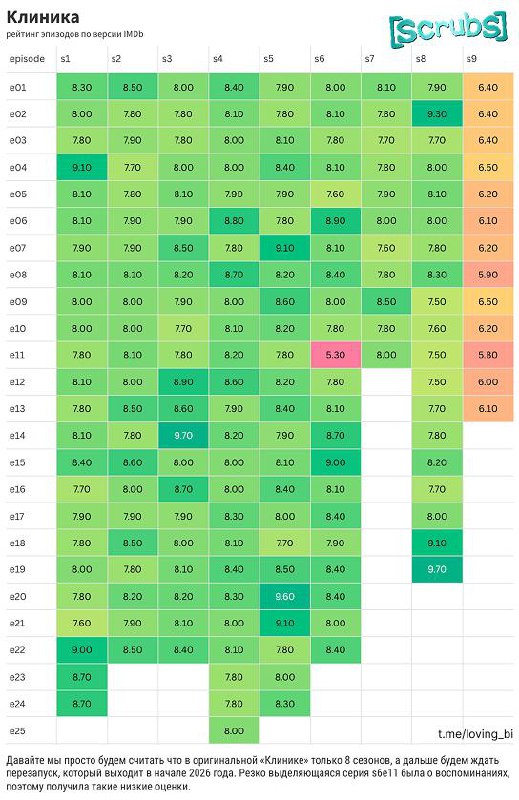 Клиника
рейтинг эпизодов по версии IMDb
[scrubs]
episode s1 s2 s3 s4 s5 s6 s7 s8 s9
e01 8.30 8.50 8.00 8.40 7.90 8.00 8.10 7.90 6.40
e02 8.00 7.80 7.80 8.10 7.80 8.10 7.80 9.30 6.40
e03 7.80 7.90 7.80 8.00 8.10 7.80 7.70 7.70 6.40
e04 9.10 7.70 8.00 8.00 8.40 8.10 7.80 8.00 6.50
e05 8.10 7.80 8.10 7.90 7.90 7.60 7.90 8.10 6.20
e06 8.10 7.90 7.90 8.80 7.80 8.90 8.00 8.00 6.10
e07 7.90 7.90 8.50 7.80 9.10 8.10 7.60 7.80 6.20
e08 8.10 8.10 8.20 8.70 8.20 8.40 7.80 8.30 5.90
e09 8.00 8.00 7.90 8.00 8.60 8.00 8.50 7.50 6.50
e10 8.00 8.00 7.70 8.10 8.20 7.80 7.80 7.60 6.20
e11 7.80 8.10 7.80 8.20 7.80 5.30 8.00 7.50 5.80
e12 8.10 8.00 8.90 8.60 8.20 7.80 7.50 6.00
e13 7.80 8.50 8.60 7.90 8.40 8.10 7.70 6.10
e14 8.10 7.80 9.70 8.20 7.90 8.70 7.80
e15 8.40 8.60 8.00 8.00 8.10 9.00 8.20
e16 7.70 8.00 8.70 8.00 8.40 8.10 7.70
e17 7.90 7.90 7.90 8.30 8.00 8.40 8.00
e18 7.80 8.50 8.00 8.10 7.70 7.90 9.10
e19 8.00 7.80 8.10 8.40 8.50 8.40 9.70
e20 7.80 8.20 8.20 8.30 9.60 8.40
e21 7.60 7.90 8.10 8.00 9.10 8.00
e22 9.00 8.50 8.40 8.10 7.80 8.40
e23 8.70 7.80 8.00
e24 8.70 7.80 8.30
e25 8.00
t.me/loving_bi
Давайте мы просто будем считать что в оригинальной «Клинике» только 8 сезонов, а дальше будем ждать
перезапуск, который выходит в начале 2026 года. Резко выделяющаяся серия s6e11 была о воспоминаниях,
поэтому получила такие низкие оценки.